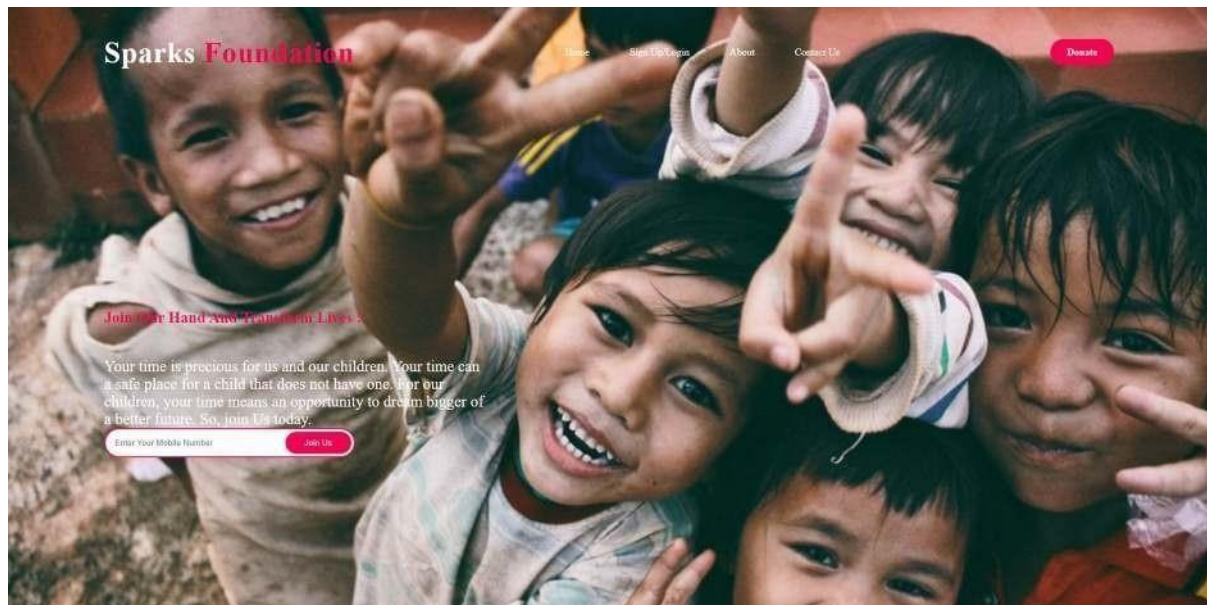 Sparks Foundation
Home Sign Up/Login About Contact Us Donate
Join Our Hand And Transform Lives :
Your time is precious for us and our children. Your time can
a safe place for a child that does not have one. For our
children, your time means an opportunity to dream bigger of
a better future. So, join Us today.
Enter Your Mobile Number Join Us